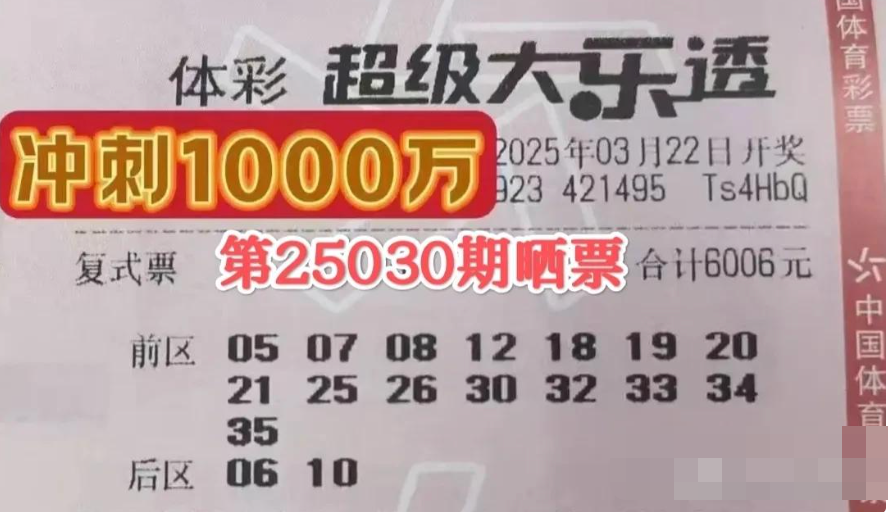 体彩 超级大乐透
冲刺1000万
2025年03月22日开奖
923 421495 Ts4HbQ
复式票
第25030期晒票
合计6006元
前区 05 07 08 12 18 19 20
21 25 26 30 32 33 34
35
后区 06 10
国体育彩票
中国体育